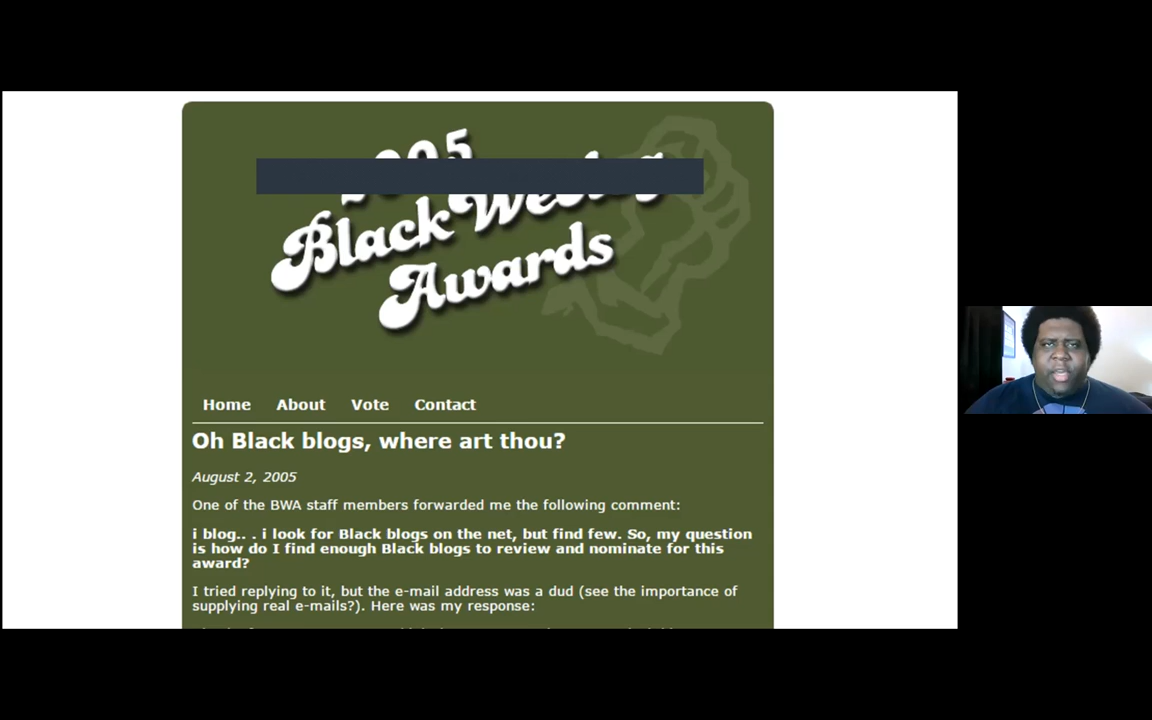 Black Weblog
Awards
Home About Vote Contact
Oh Black blogs, where art thou?
August 2, 2005
One of the BWA staff members forwarded me the following comment:
i blog.. . i look for Black blogs on the net, but find few. So, my question
is how do I find enough Black blogs to review and nominate for this
award?
I tried replying to it, but the e-mail address was a dud (see the importance of
supplying real e-mails?). Here was my response: